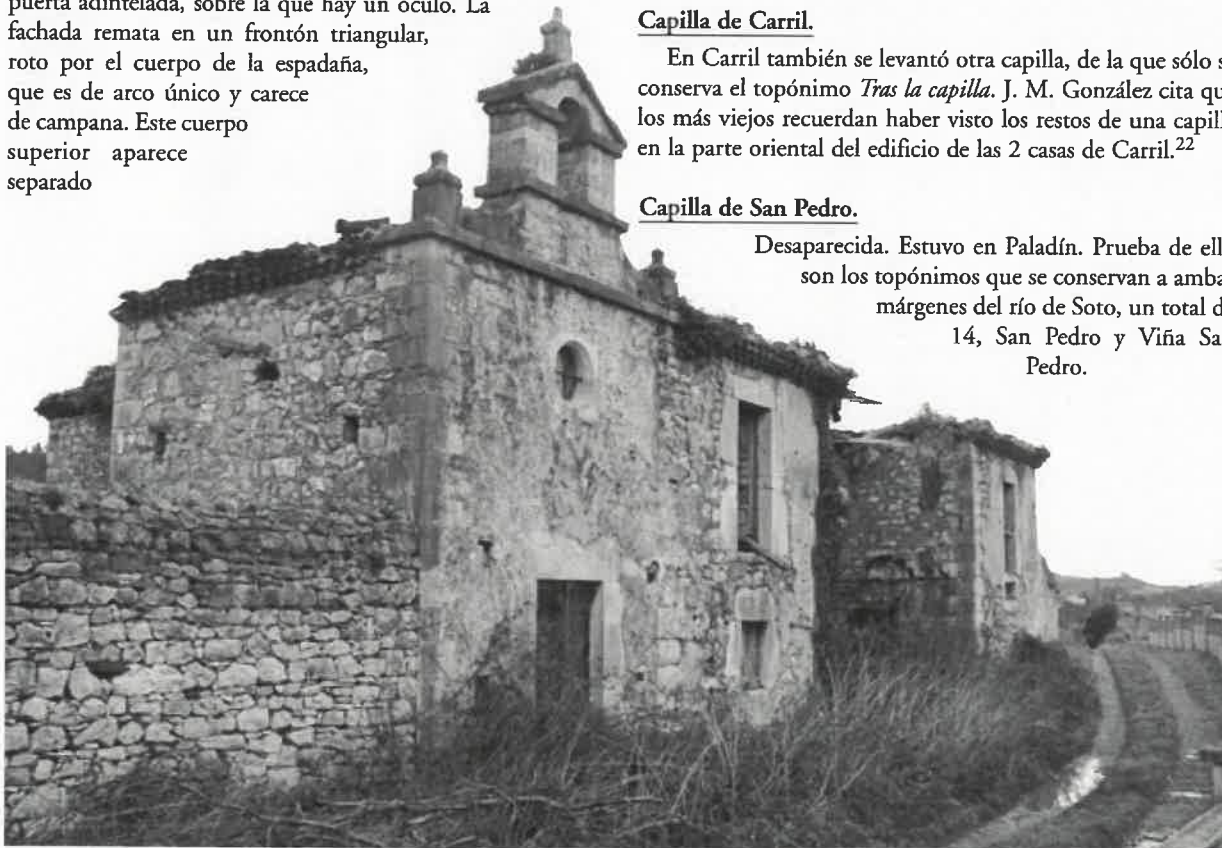 puerta adintelada, sobre la que hay un óculo. La
fachada remata en un frontón triangular,
roto por el cuerpo de la espadaña,
que es de arco único y carece
de campana. Este cuerpo
superior aparece
separado
Capilla de Carril.
En Carril también se levantó otra capilla, de la que sólo s
conserva el topónimo Tras la capilla. J. M. González cita qu
los más viejos recuerdan haber visto los restos de una capill
en la parte oriental del edificio de las 2 casas de Carril.22
Capilla de San Pedro.
Desaparecida. Estuvo en Paladín. Prueba de ell
son los topónimos que se conservan a amba
márgenes del río de Soto, un total d
14, San Pedro y Viña Sa
Pedro.